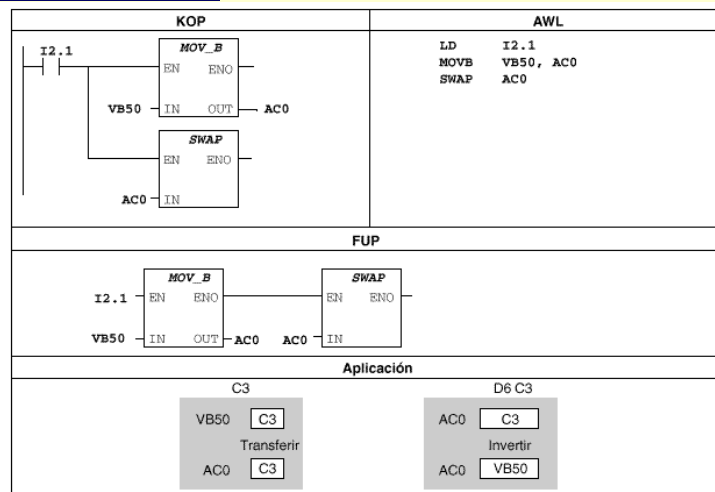 KOP
AWL
I2.1
MOV_B
EN ENO
VB50 IN OUT AC0
SWAP
EN ENO
AC0 IN
LD I2.1
MOVB VB50, AC0
SWAP AC0
FUP
MOV_B SWAP
I2.1 EN ENO EN ENO
VB50 IN OUT AC0 AC0 IN
Aplicación
C3
VB50 C3
Transferir
AC0 C3
D6 C3
AC0 C3
Invertir
AC0 VB50